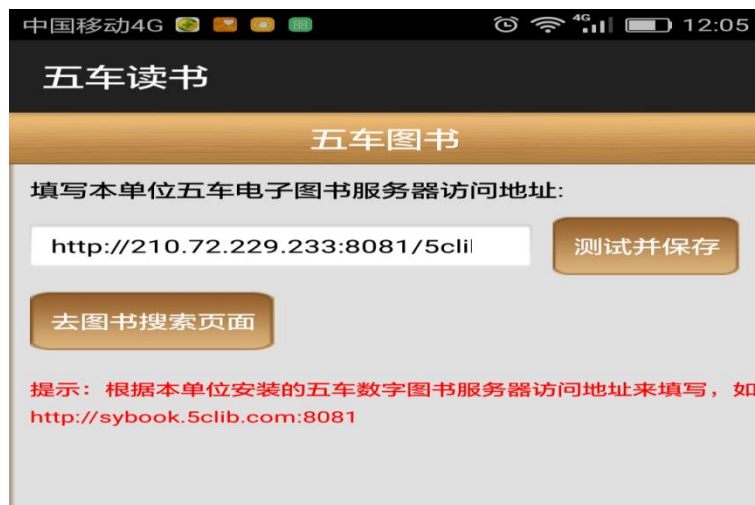 中国移动4G 4G 12:05
五车读书
五车图书
填写本单位五车电子图书服务器访问地址:
http://210.72.229.233:8081/5cli
测试并保存
去图书搜索页面
提示：根据本单位安装的五车数字图书服务器访问地址来填写，如
http://sybook.5clib.com:8081